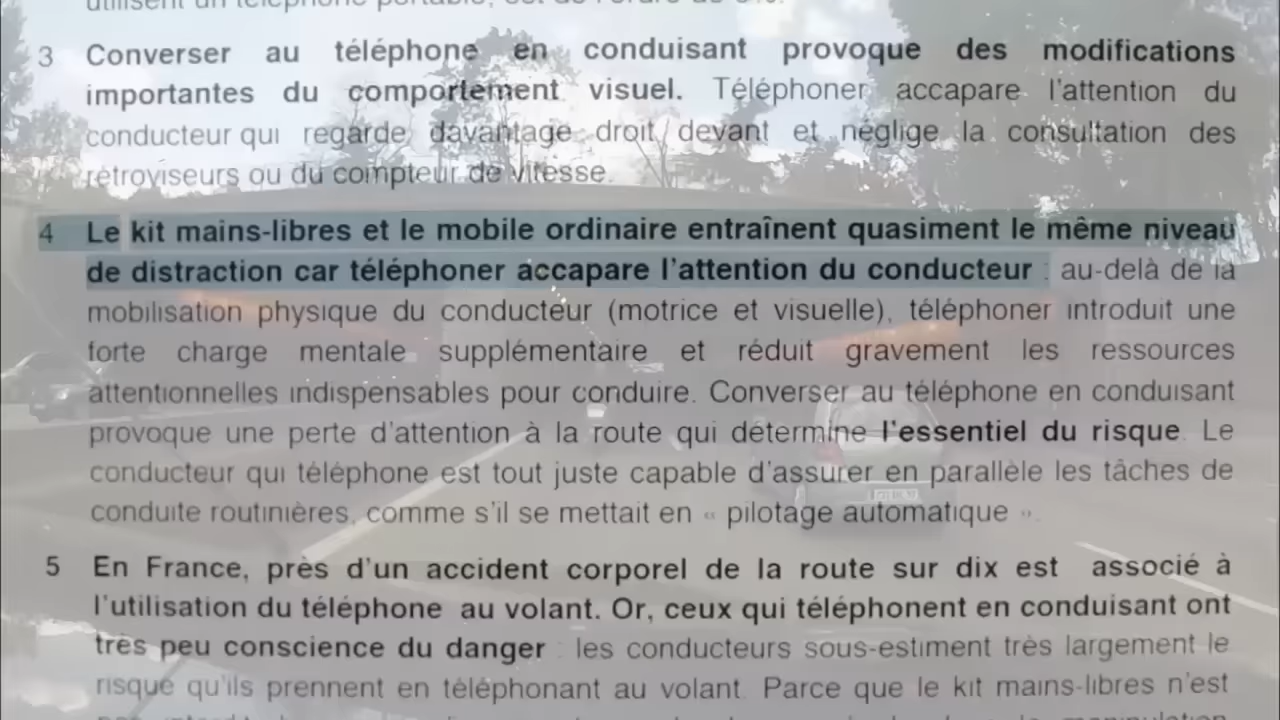 utilisent un téléphone portable, est de l'ordre de
3 Converser au téléphone en conduisant provoque des modifications
importantes du comportement visuel. Téléphoner accapare l'attention du
conducteur qui regarde davantage droit devant et néglige la consultation des
rétroviseurs ou du compteur de vitesse.
4 Le kit mains-libres et le mobile ordinaire entraînent quasiment le même niveau
de distraction car téléphoner accapare l'attention du conducteur : au-delà de la
mobilisation physique du conducteur (motrice et visuelle), téléphoner introduit une
forte charge mentale supplémentaire et réduit gravement les ressources
attentionnelles indispensables pour conduire. Converser au téléphone en conduisant
provoque une perte d'attention à la route qui détermine l'essentiel du risque. Le
conducteur qui téléphone est tout juste capable d'assurer en parallèle les tâches de
conduite routinières, comme s'il se mettait en « pilotage automatique ».
5 En France, près d'un accident corporel de la route sur dix est associé à
l'utilisation du téléphone au volant. Or, ceux qui téléphonent en conduisant ont
très peu conscience du danger : les conducteurs sous-estiment très largement le
risque qu'ils prennent en téléphonant au volant. Parce que le kit mains-libres n'est